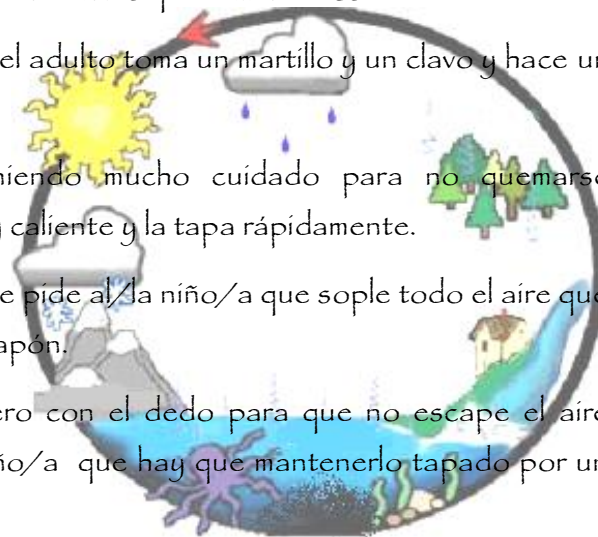 el adulto toma un martillo y un clavo y hace un
niendo mucho cuidado para no quemarse
caliente y la tapa rápidamente.
e pide al/la niño/a que sople todo el aire que
apón.
ero con el dedo para que no escape el aire
ño/a que hay que mantenerlo tapado por un